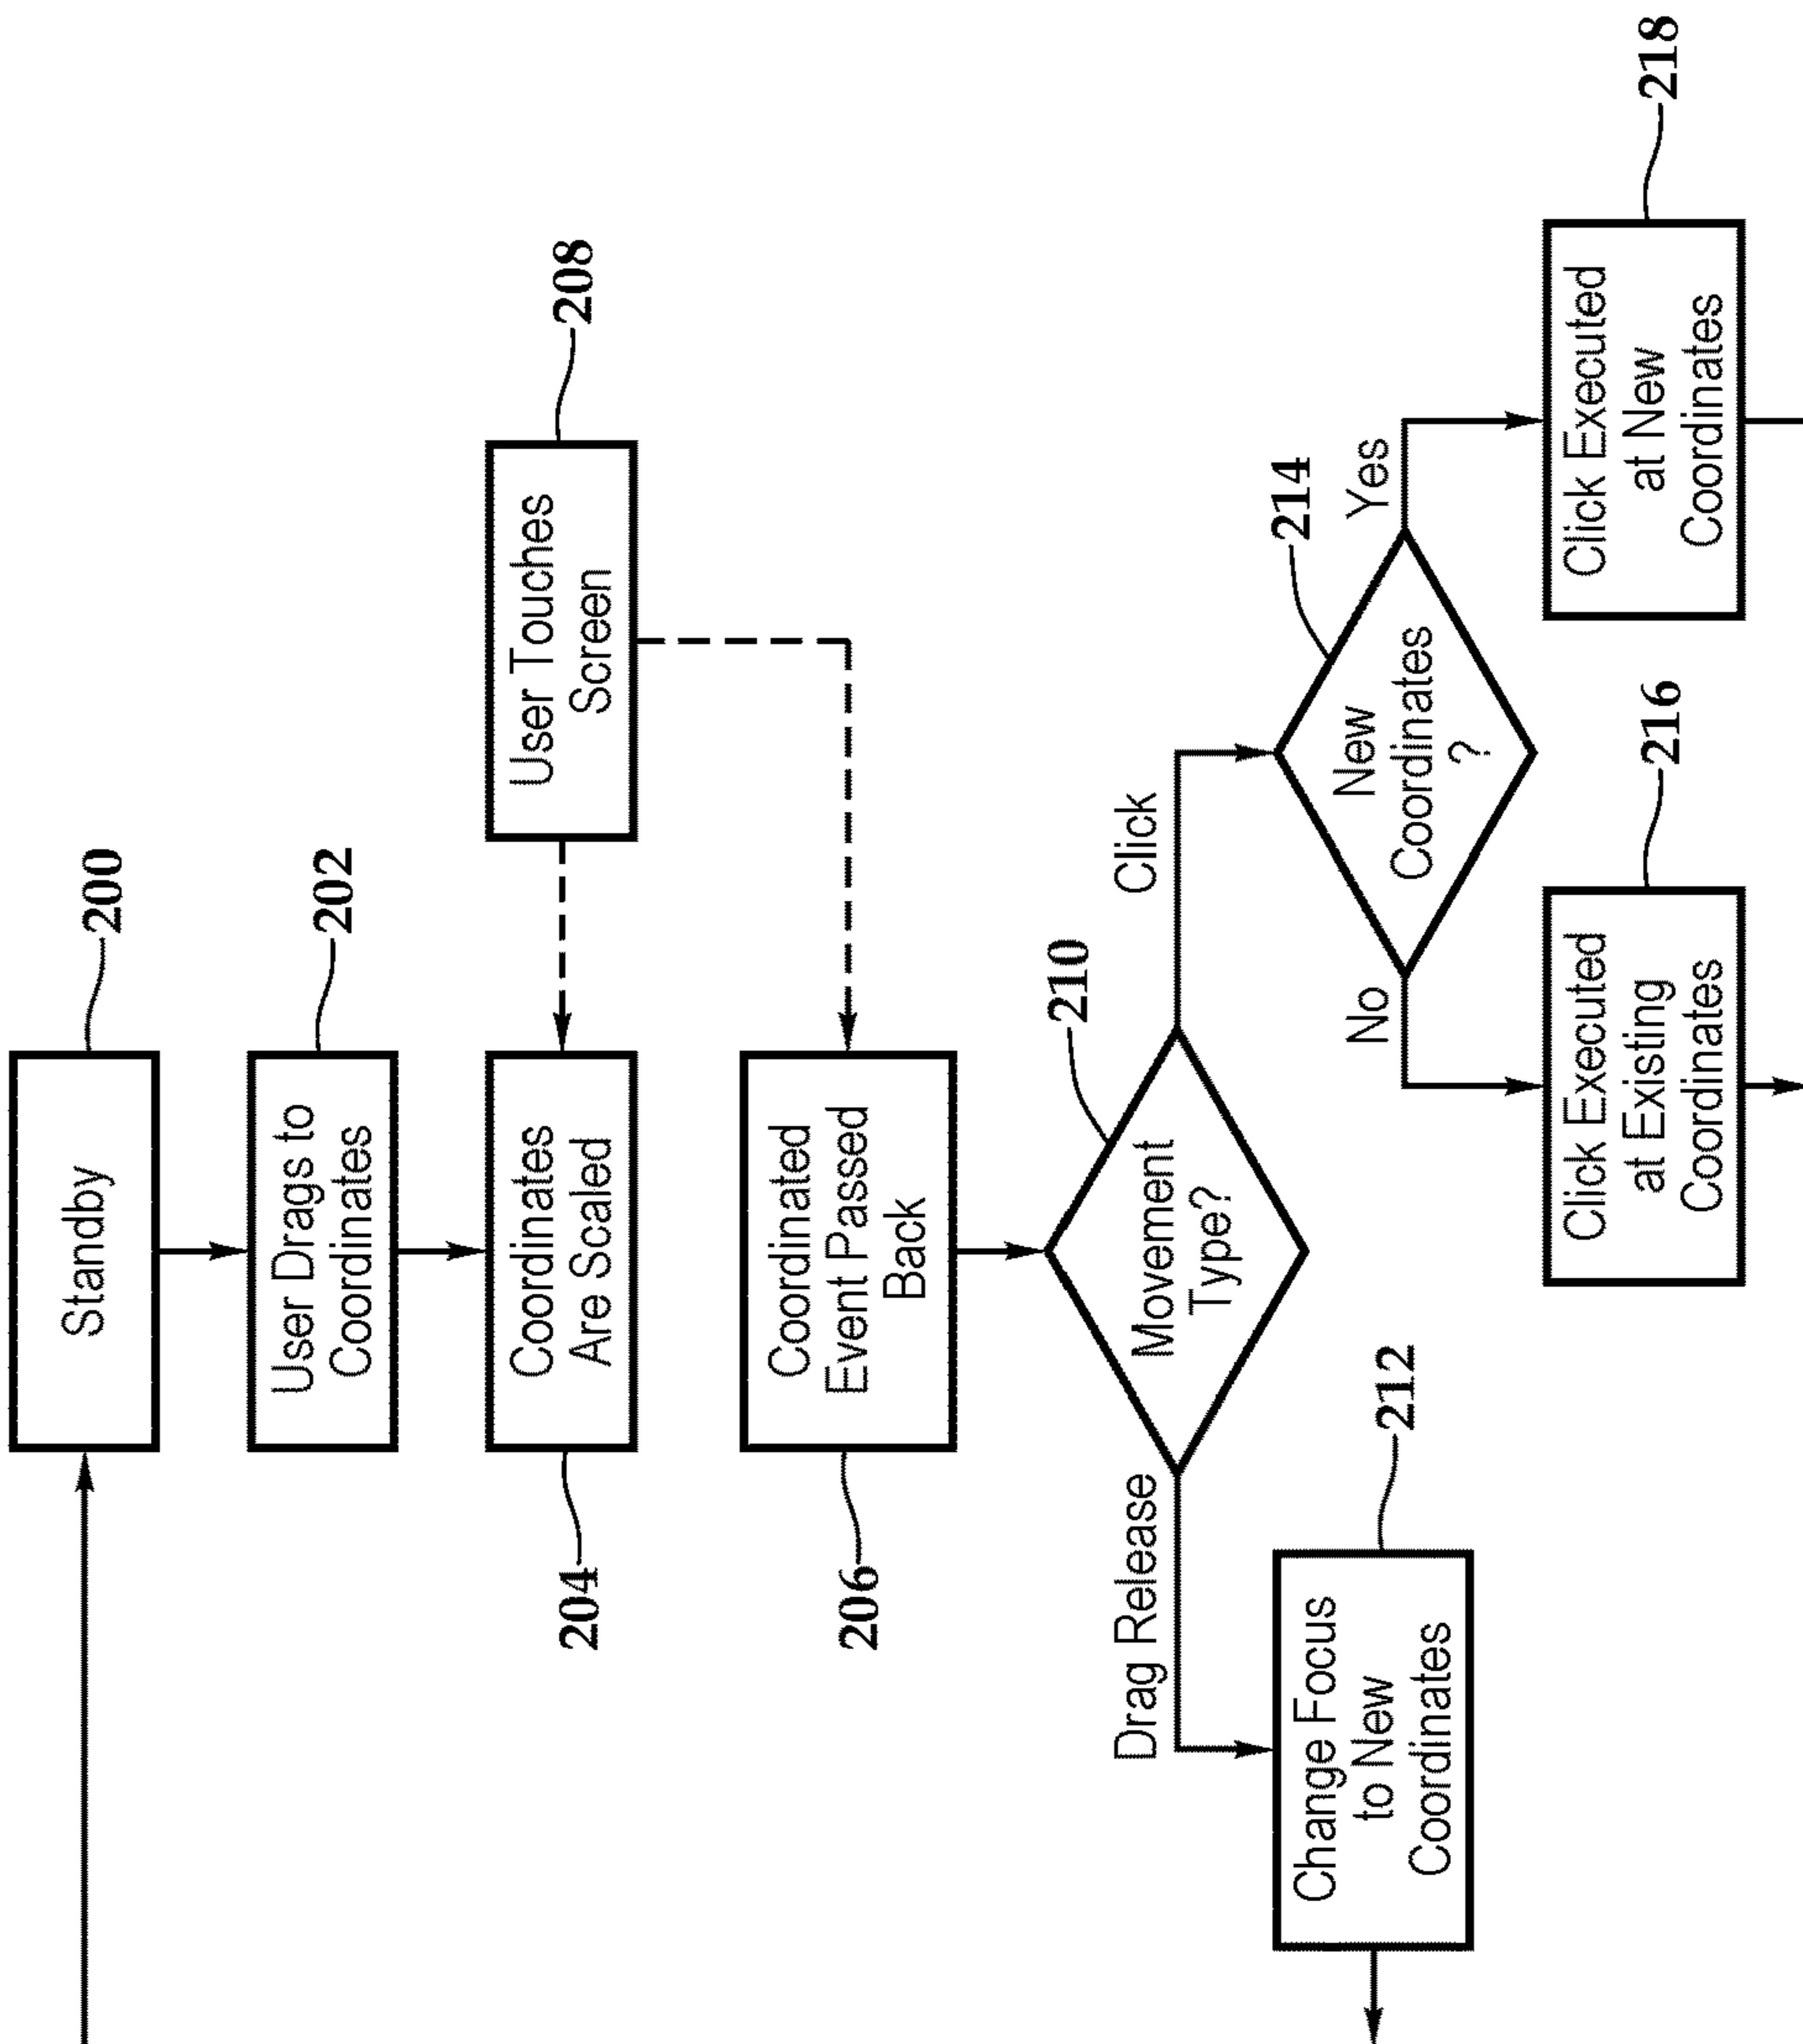 Standby
200
User Drags to
Coordinates
202
Coordinates
Are Scaled
204
User Touches
Screen
208
Coordinated
Event Passed
Back
206
Movement
Type?
210
Drag Release
Click
Change Focus
to New
Coordinates
212
New
Coordinates
?
214
No
Yes
Click Executed
at Existing
Coordinates
216
Click Executed
at New
Coordinates
218